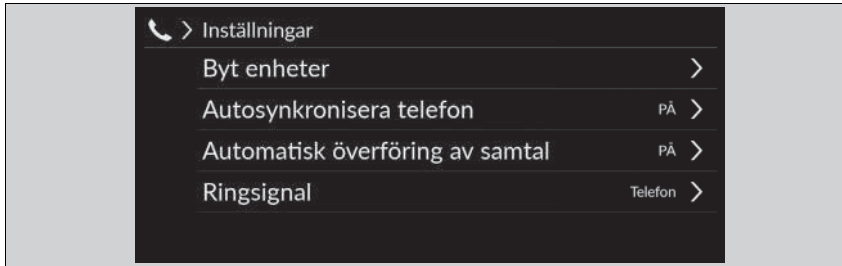 Inställningar
Byt enheter
Autosynkronisera telefon PÅ
Automatisk överföring av samtal PÅ
Ringsignal Telefon